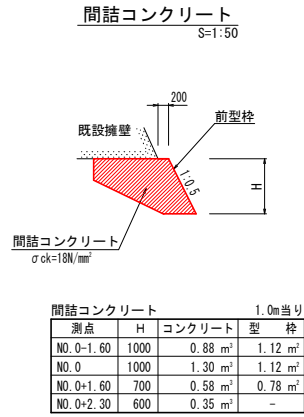 間詰コンクリート
S=1:50
200
既設擁壁
前型枠
1:0.5
H
間詰コンクリート
σck=18N/mm²
間詰コンクリート 1.0m当り
測点 H コンクリート 型 枠
NO.0-1.60 1000 0.88 m³ 1.12 m²
NO.0 1000 1.30 m³ 1.12 m²
NO.0+1.60 700 0.58 m³ 0.78 m²
NO.0+2.30 600 0.35 m³ -